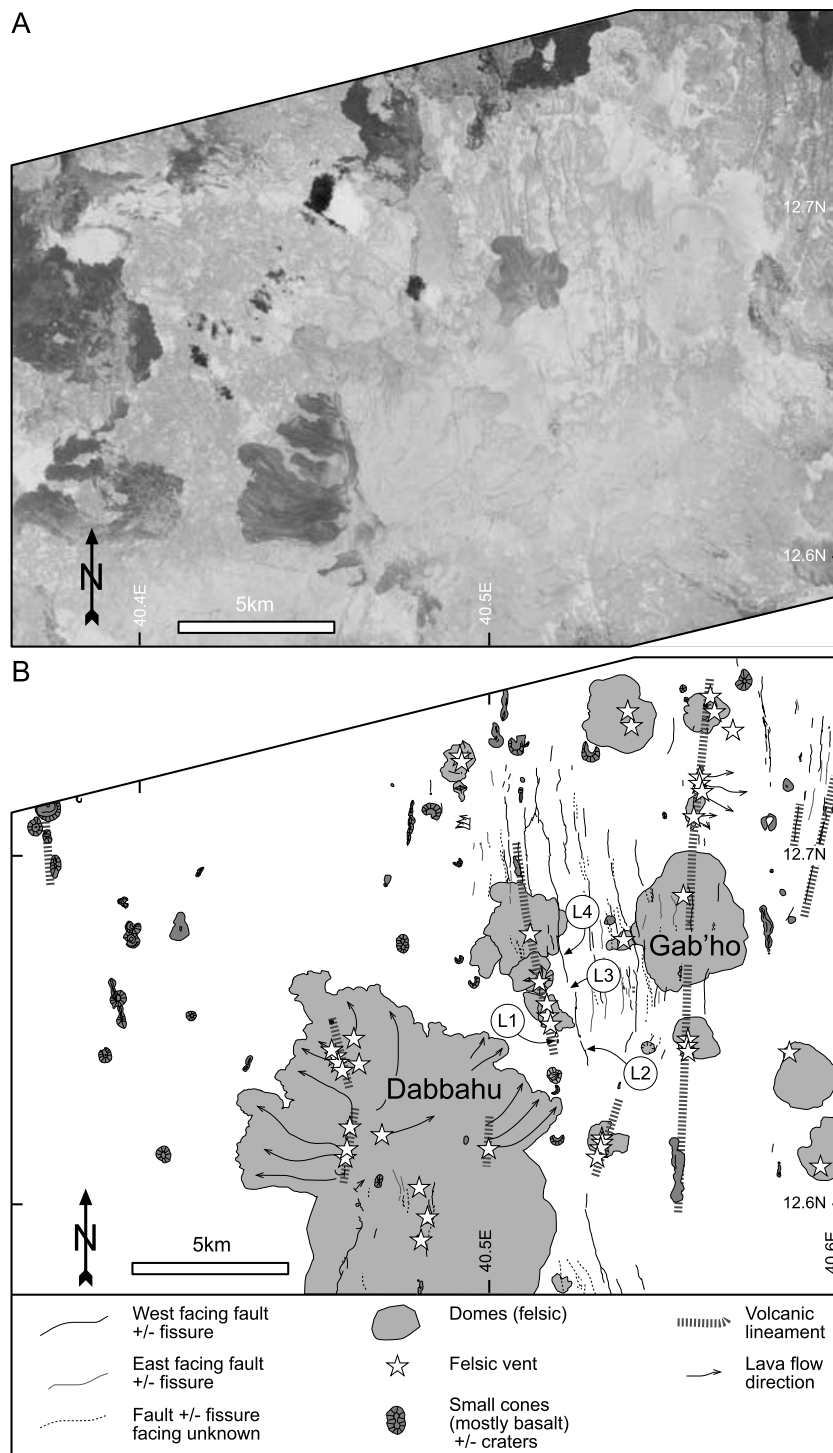 A
12.7N
12.6N
N
40.4E
40.5E
5km
B
12.7N
L4
Gab'ho
L3
L1
L2
Dabbahu
12.6N
N
5km
40.5E
40.6E
West facing fault
+/- fissure
East facing fault
+/- fissure
Fault +/- fissure
facing unknown
Domes (felsic)
Felsic vent
Small cones
(mostly basalt)
+/- craters
Volcanic
lineament
Lava flow
direction